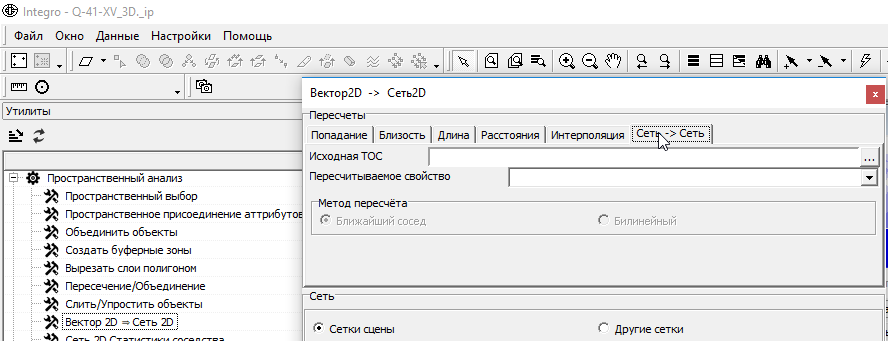 Integro - Q-41-XV_3D._ip
Файл Окно Данные Настройки Помощь
Вектор2D -> Сеть2D
x
Утилиты
Пересчеты
Попадание Близость Длина Расстояния Интерполяция Сеть -> Сеть
Исходная ТОС
...
Пересчитываемое свойство
Метод пересчёта
Ближайший сосед Билинейный
Сеть
Сетки сцены Другие сетки
Пространственный анализ
Пространственный выбор
Пространственное присоединение аттрибутов
Объединить объекты
Создать буферные зоны
Вырезать слои полигоном
Пересечение/Объединение
Слить/Упростить объекты
Вектор 2D ⇒ Сеть 2D
Сеть 2D Статистики соседства